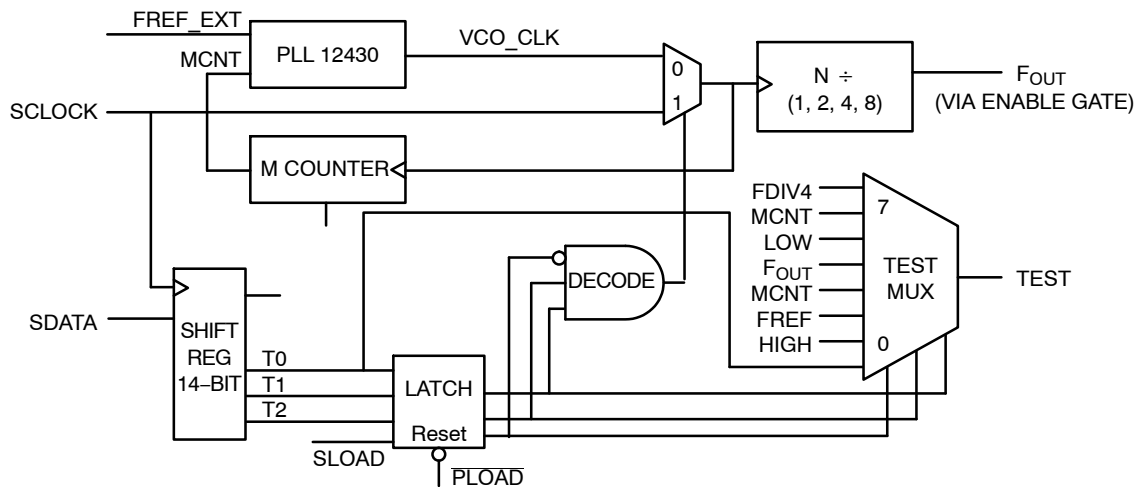 FREF_EXT
MCNT
PLL 12430
VCO_CLK
0
1
N ÷
(1, 2, 4, 8)
FOUT
(VIA ENABLE GATE)
SCLOCK
M COUNTER
FDIV4
MCNT
LOW
FOUT
MCNT
FREF
HIGH
7
TEST
MUX
0
TEST
DECODE
SDATA
SHIFT
REG
14–BIT
T0
T1
T2
LATCH
Reset
SLOAD
PLOAD